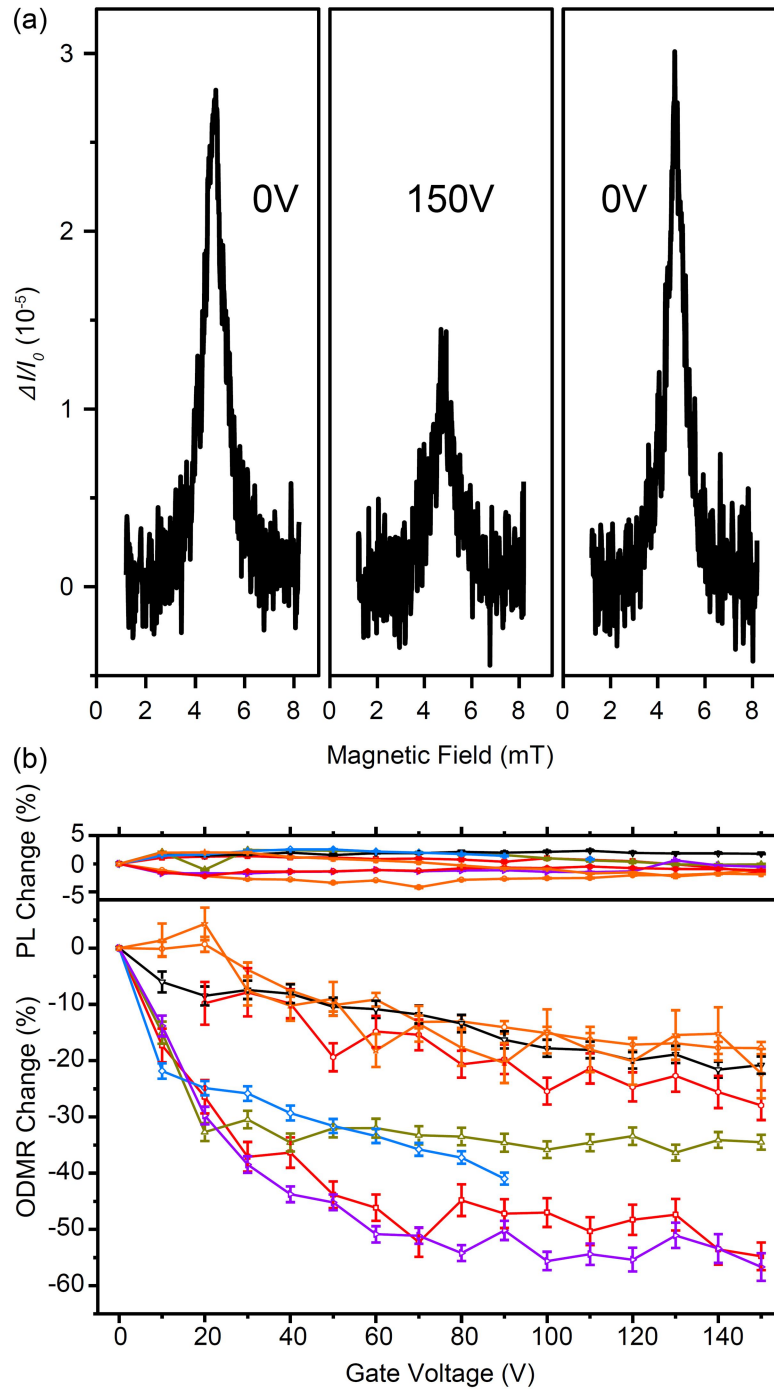 (a)
3
2
1
0
ΔI/I₀ (10⁻⁵)
0V
150V
0V
0 2 4 6 8 0 2 4 6 8 0 2 4 6 8
Magnetic Field (mT)
(b)
5
0
-5
PL Change (%)
0
-10
-20
-30
-40
-50
-60
ODMR Change (%)
0 20 40 60 80 100 120 140
Gate Voltage (V)